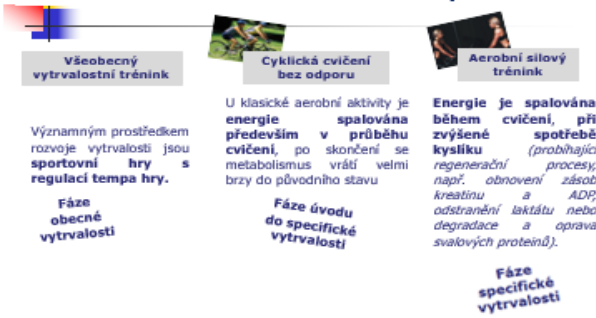 Všeobecný
vytrvalostní trénink
Významným prostředkem
rozvoje vytrvalosti jsou
sportovní hry s
regulací tempa hry.
Fáze
obecné
vytrvalosti
Cyklická cvičení
bez odporu
U klasické aerobní aktivity je
energie spalována
především v průběhu
cvičení, po skončení se
metabolismus vrátí velmi
brzy do původního stavu
Fáze úvodu
do specifické
vytrvalosti
Aerobní silový
trénink
Energie je spalována
během cvičení, při
zvýšené spotřebě
kyslíku (probíhající
regenerační procesy,
např. obnovení zásob
kreatinu a ADP,
odstranění laktátu nebo
degradace a oprava
svalových proteinů).
Fáze
specifické
vytrvalosti